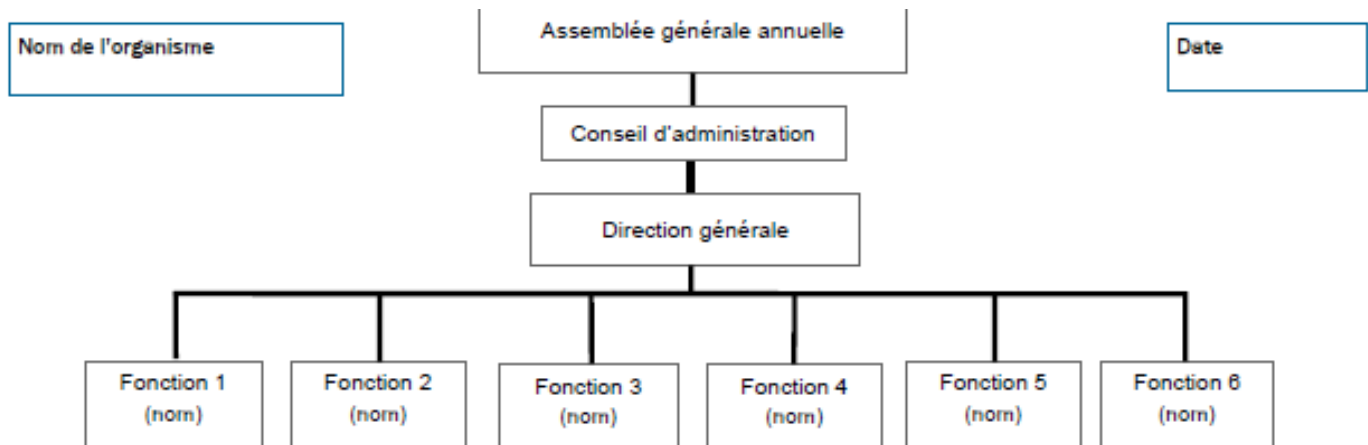 Assemblée générale annuelle
Nom de l'organisme
Date
Conseil d'administration
Direction générale
Fonction 1
(nom)
Fonction 2
(nom)
Fonction 3
(nom)
Fonction 4
(nom)
Fonction 5
(nom)
Fonction 6
(nom)